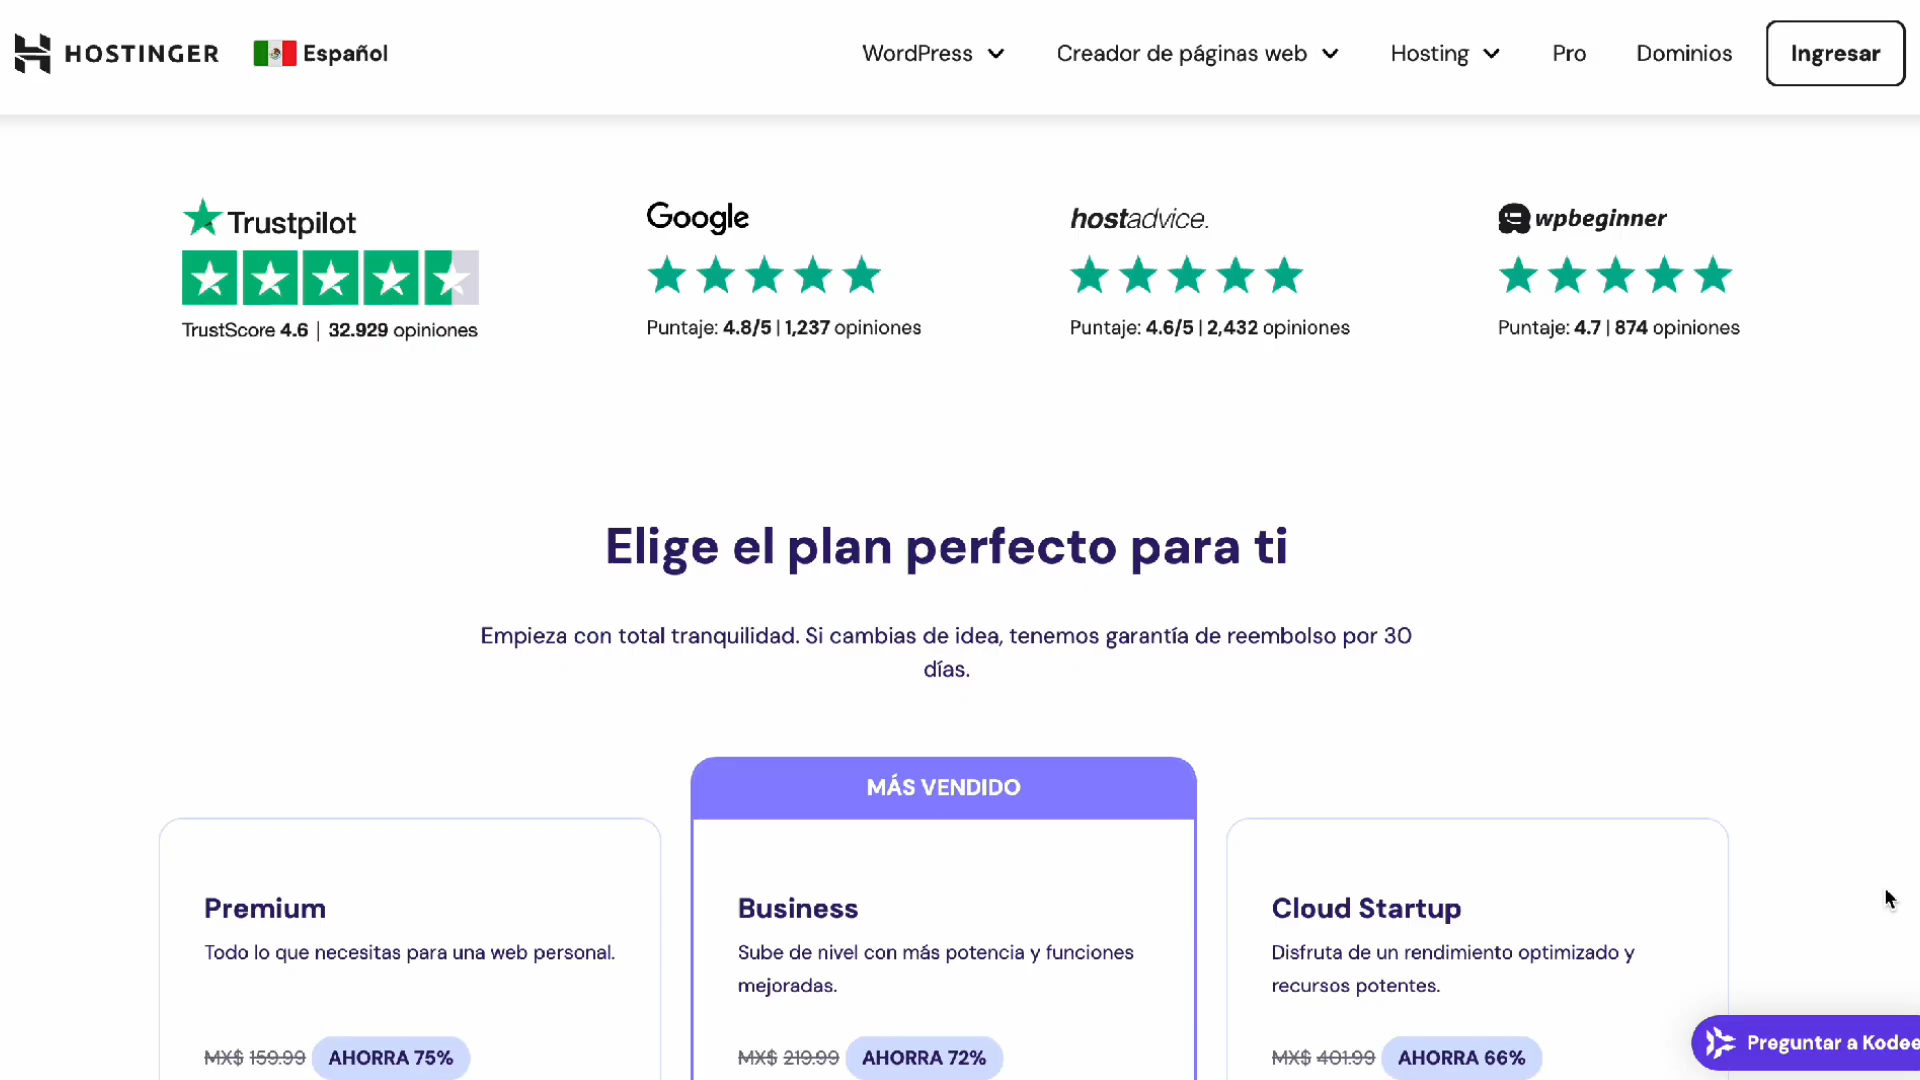 HOSTINGER Español WordPress Creador de páginas web Hosting Pro Dominios Ingresar
Trustpilot
TrustScore 4.6 | 32.929 opiniones
Google
Puntaje: 4.8/5 | 1,237 opiniones
hostadvice.
Puntaje: 4.6/5 | 2,432 opiniones
wpbeginner
Puntaje: 4.7 | 874 opiniones
Elige el plan perfecto para ti
Empieza con total tranquilidad. Si cambias de idea, tenemos garantía de reembolso por 30
días.
Premium
Todo lo que necesitas para una web personal.
MX$ 159.99 AHORRA 75%
MÁS VENDIDO
Business
Sube de nivel con más potencia y funciones
mejoradas.
MX$ 219.99 AHORRA 72%
Cloud Startup
Disfruta de un rendimiento optimizado y
recursos potentes.
MX$ 401.99 AHORRA 66%
Preguntar a Kodee